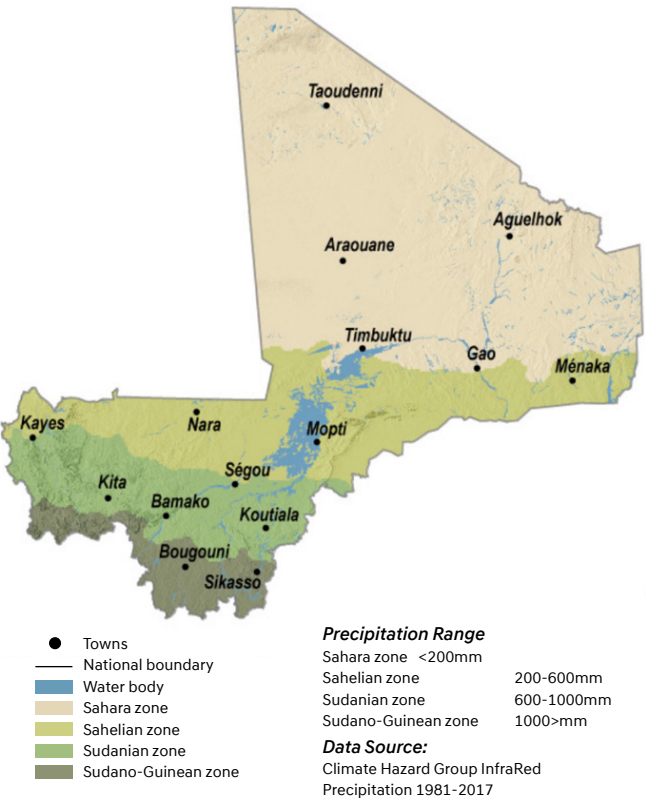 Taoudenni
Aguelhok
Araouane
Timbuktu
Gao
Ménaka
Kayes
Nara
Mopti
Ségou
Kita
Bamako
Koutiala
Bougouni
Sikasso
Towns
National boundary
Water body
Sahara zone
Sahelian zone
Sudanian zone
Sudano-Guinean zone
Precipitation Range
Sahara zone <200mm
Sahelian zone 200-600mm
Sudanian zone 600-1000mm
Sudano-Guinean zone 1000>mm
Data Source:
Climate Hazard Group InfraRed
Precipitation 1981-2017